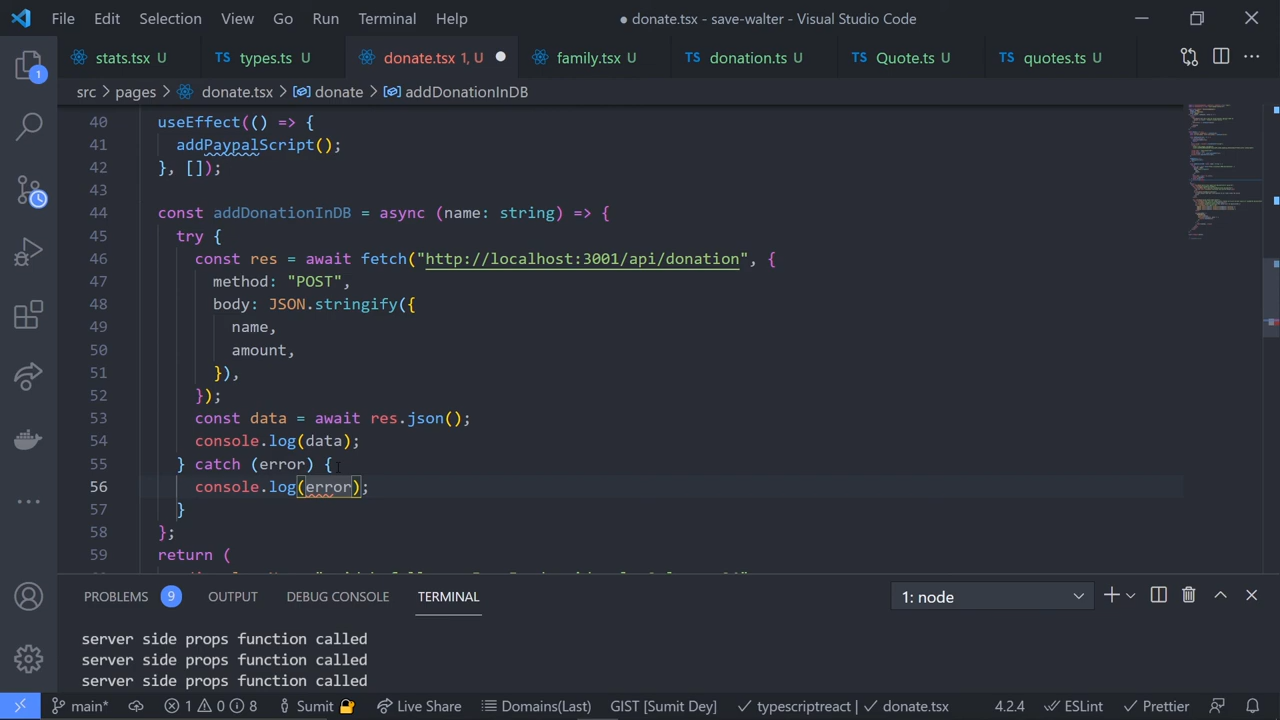 File Edit Selection View Go Run Terminal Help ● donate.tsx - save-walter - Visual Studio Code
stats.tsx U TS types.ts U donate.tsx 1, U ● family.tsx U TS donation.ts U TS Quote.ts U TS quotes.ts U
src > pages > donate.tsx > donate > addDonationInDB
1
40 useEffect(() => {
41 addPaypalScript();
42 }, []);
43
44 const addDonationInDB = async (name: string) => {
45 try {
46 const res = await fetch("http://localhost:3001/api/donation", {
47 method: "POST",
48 body: JSON.stringify({
49 name,
50 amount,
51 }),
52 });
53 const data = await res.json();
54 console.log(data);
55 } catch (error) {
56 console.log(error);
57 }
58 };
59 return (
PROBLEMS 9 OUTPUT DEBUG CONSOLE TERMINAL 1: node
server side props function called
server side props function called
server side props function called
main* 1 0 8 Sumit Live Share Domains(Last) GIST [Sumit Dey] typescriptreact | donate.tsx 4.2.4 ESLint Prettier